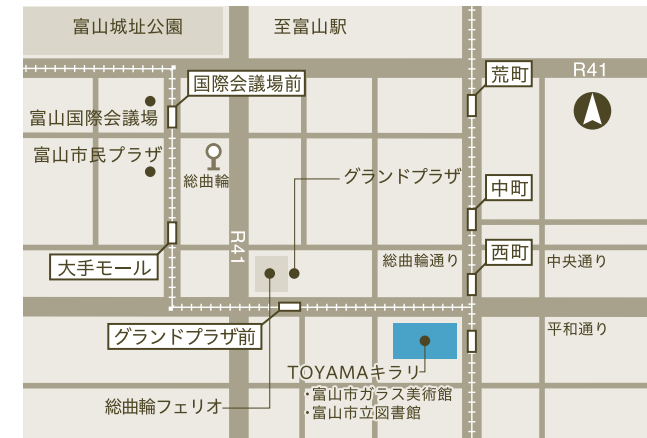 富山城址公園
至富山駅
国際会議場前
荒町
R41
富山国際会議場
富山市民プラザ
総曲輪
グランドプラザ
中町
R41
大手モール
総曲輪通り
西町
中央通り
グランドプラザ前
平和通り
TOYAMAキラリ
・富山市ガラス美術館
・富山市立図書館
総曲輪フェリオ